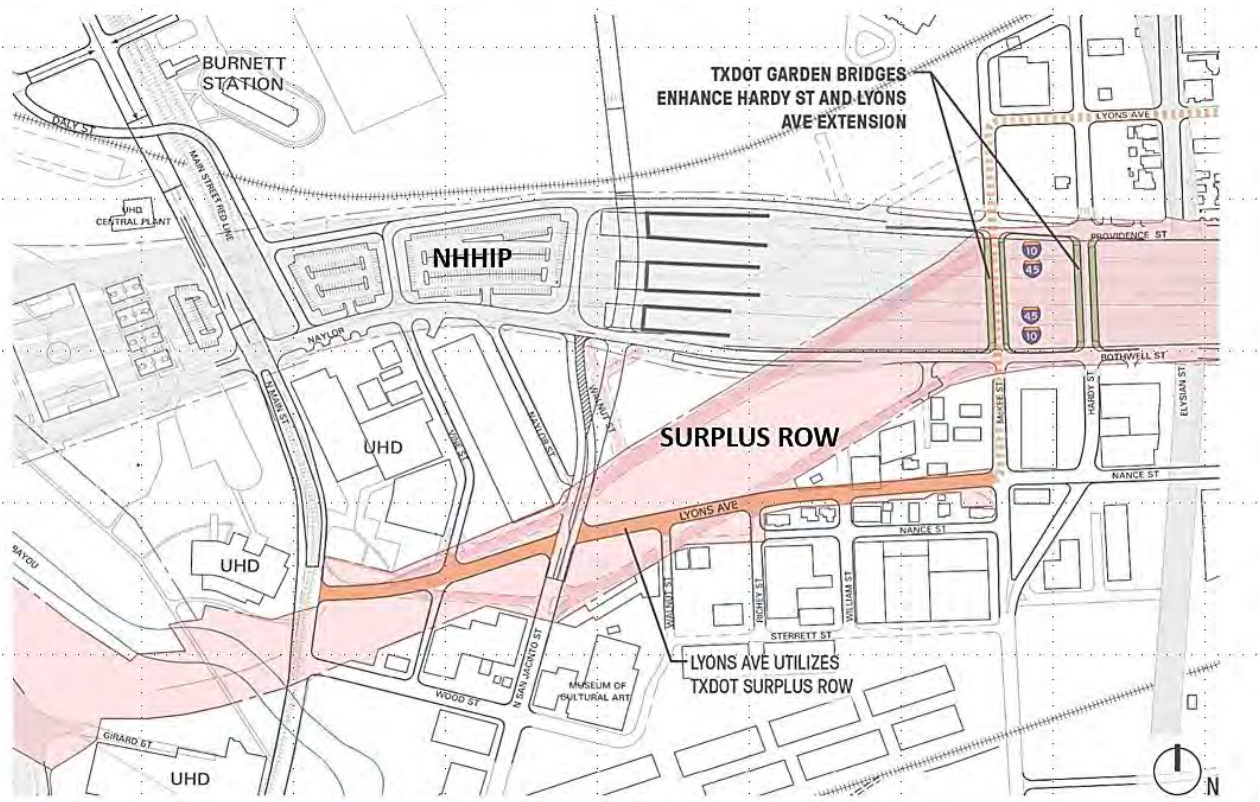 BURNETT
STATION
TXDOT GARDEN BRIDGES
ENHANCE HARDY ST AND LYONS
AVE EXTENSION
DALY ST
LYONS AVE
MAIN STREET RED LINE
UHD
CENTRAL PLANT
NHHIP
PROVIDENCE ST
10
45
45
10
NAYLOR
ROTHWELL ST
N MAIN ST
UHD
VINE ST
NAYLOR ST
WALNUT ST
SURPLUS ROW
McKEE ST
HARDY ST
ELYSIAN ST
NANCE ST
LYONS AVE
NANCE ST
BAYOU
UHD
WALNUT ST
RICHEY ST
WILLIAM ST
STERRETT ST
LYONS AVE UTILIZES
TXDOT SURPLUS ROW
N SAN JACINTO ST
MUSEUM OF
CULTURAL ART
WOOD ST
GIRARD ST
UHD
N